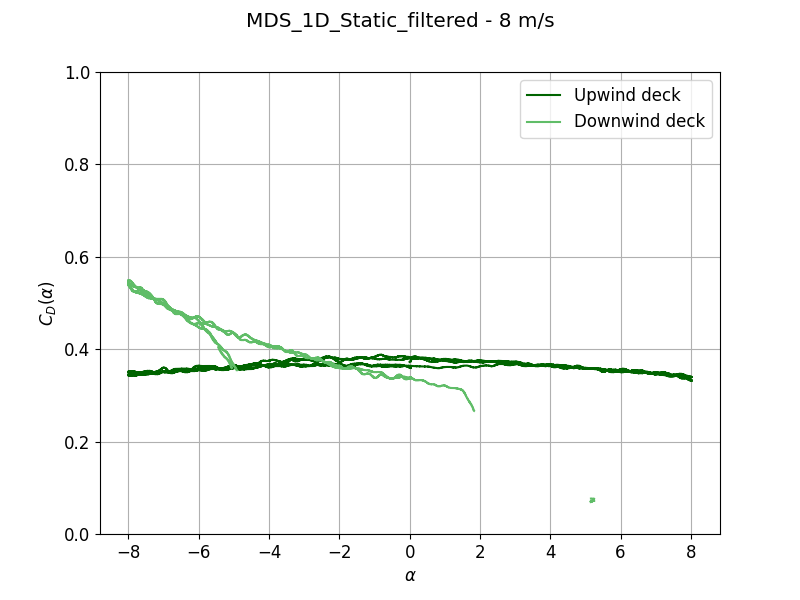 MDS_1D_Static_filtered - 8 m/s
Upwind deck
Downwind deck
1.0
0.8
0.6
0.4
0.2
0.0
C_D(α)
−8 −6 −4 −2 0 2 4 6 8
α